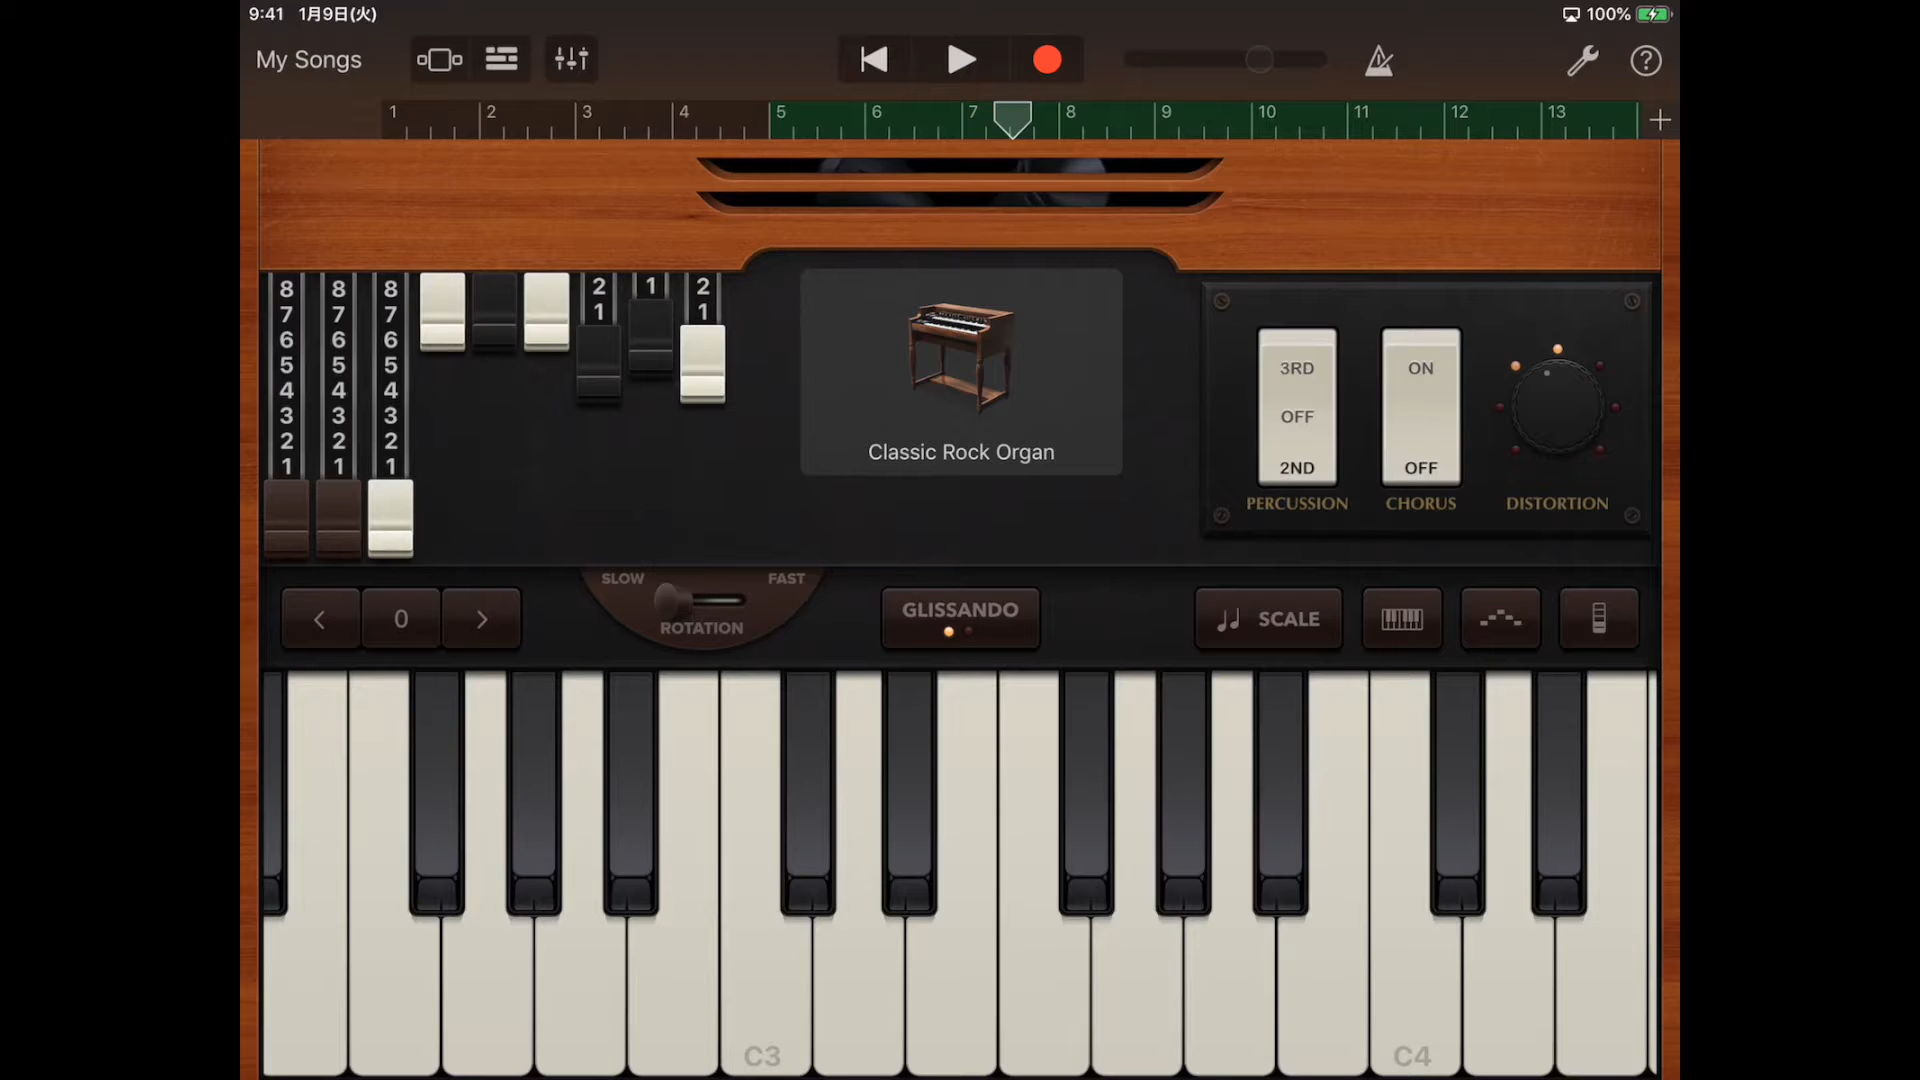 9:41 1月9日(火) 100%
My Songs
1 2 3 4 5 6 7 8 9 10 11 12 13
8 8 8 2 1 2
7 7 7 1 1
6 6 6
5 5 5
4 4 4
3 3 3
2 2 2
1 1 1
Classic Rock Organ
3RD ON
OFF
2ND OFF
PERCUSSION CHORUS DISTORTION
SLOW FAST
ROTATION
0
GLISSANDO
SCALE
C3 C4